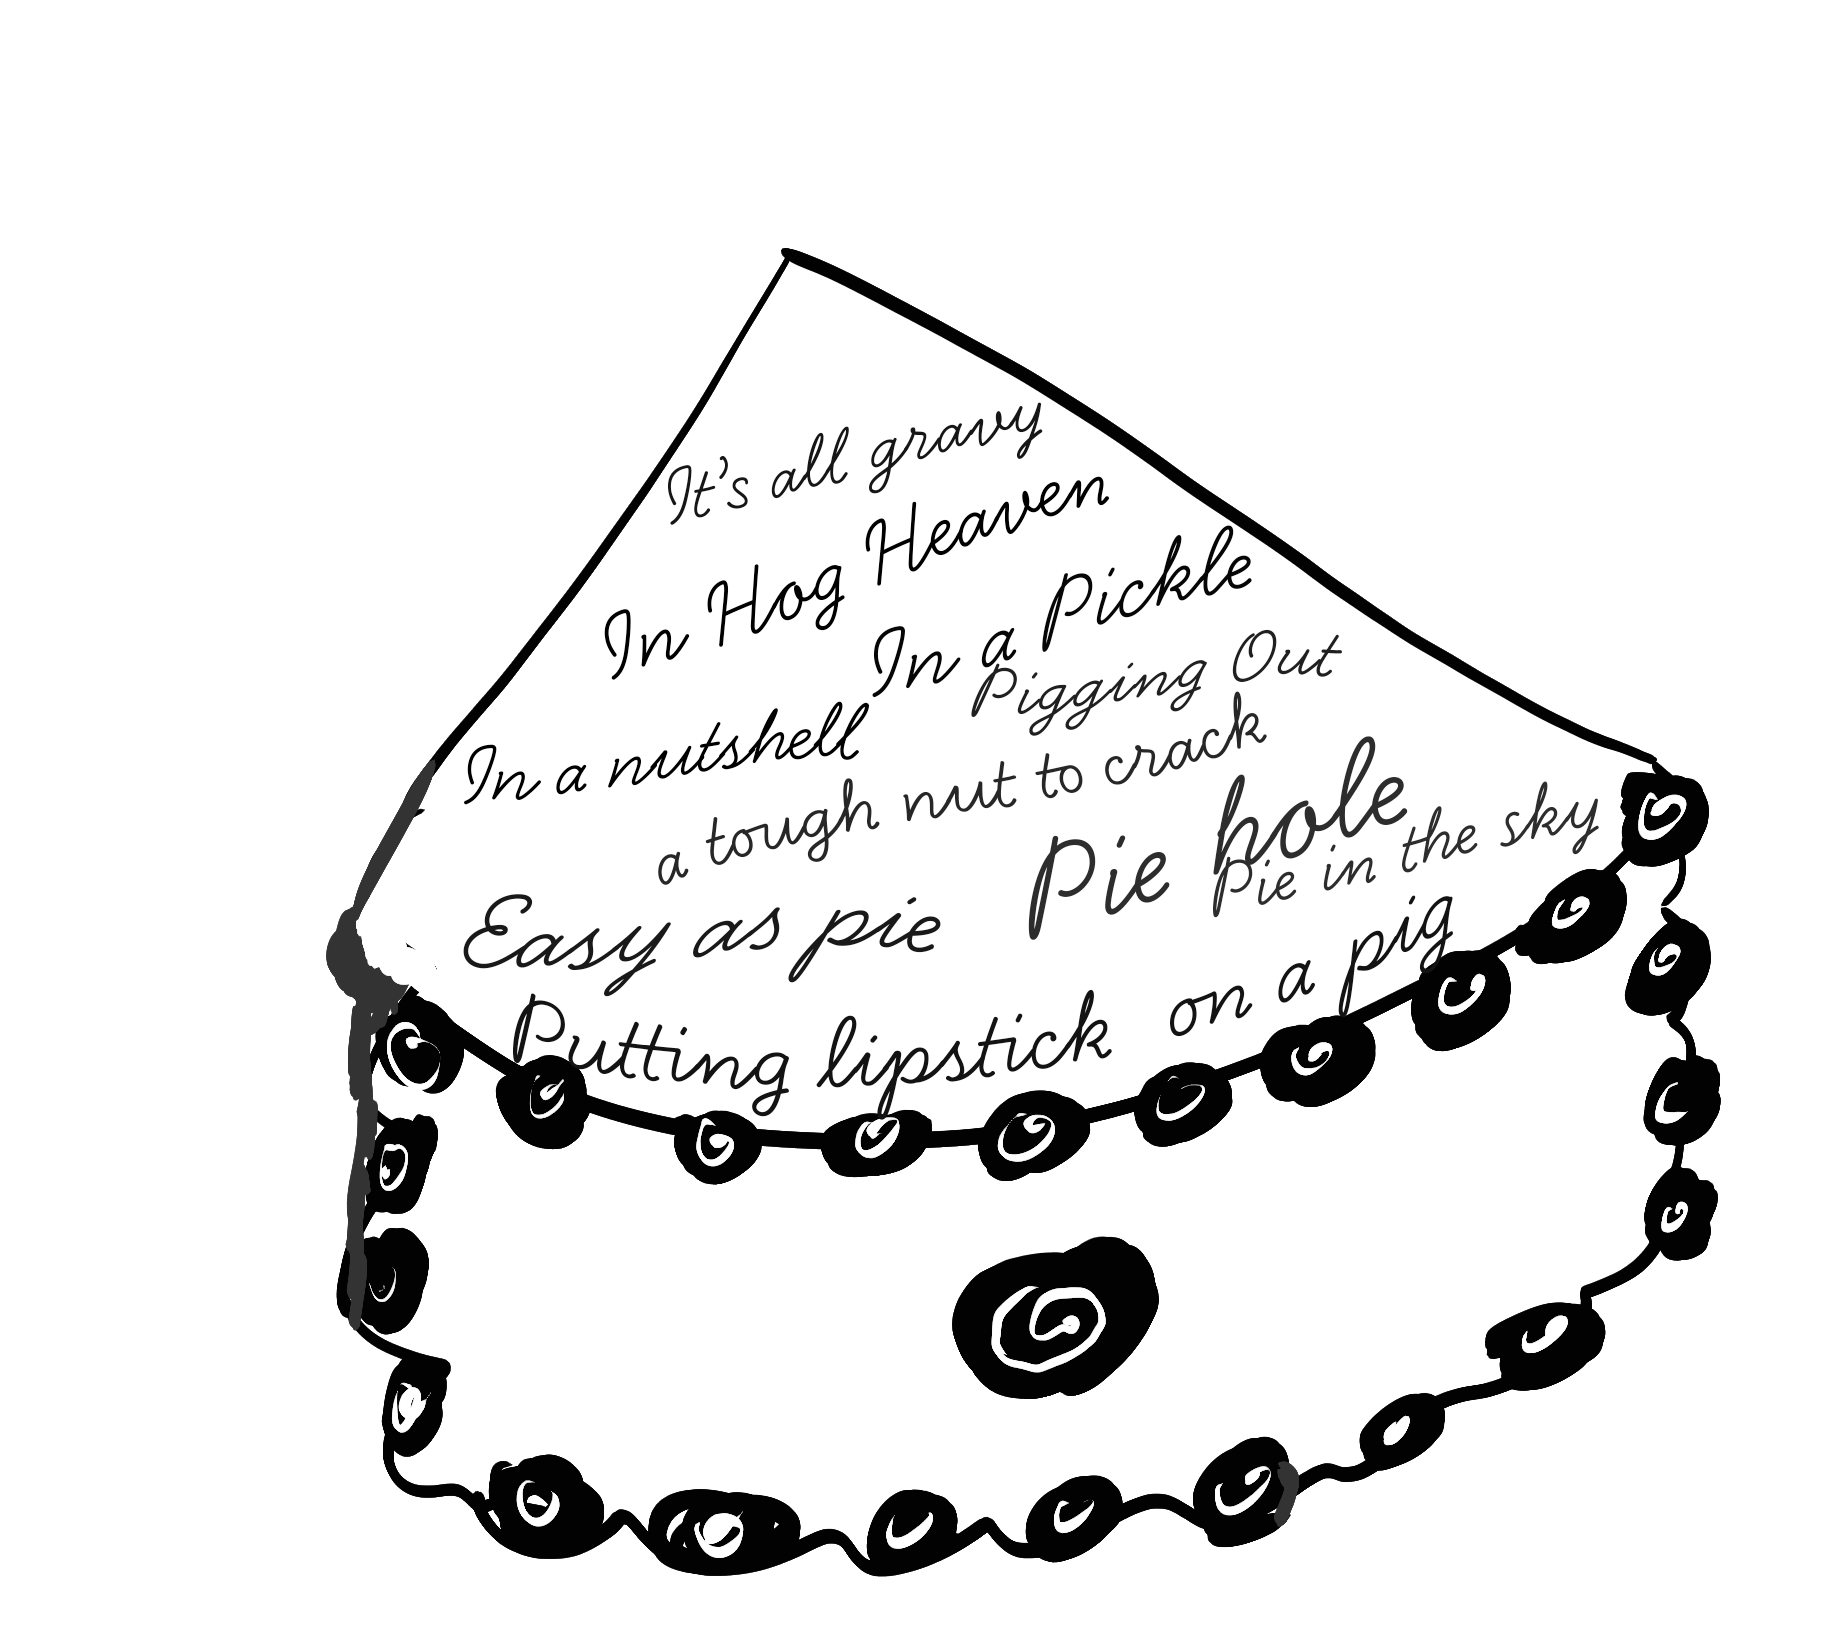 It's all gravy
In Hog Heaven
In a Pickle
Pigging Out
In a nutshell
a tough nut to crack
Pie hole
Pie in the sky
Easy as pie
Putting lipstick on a pig